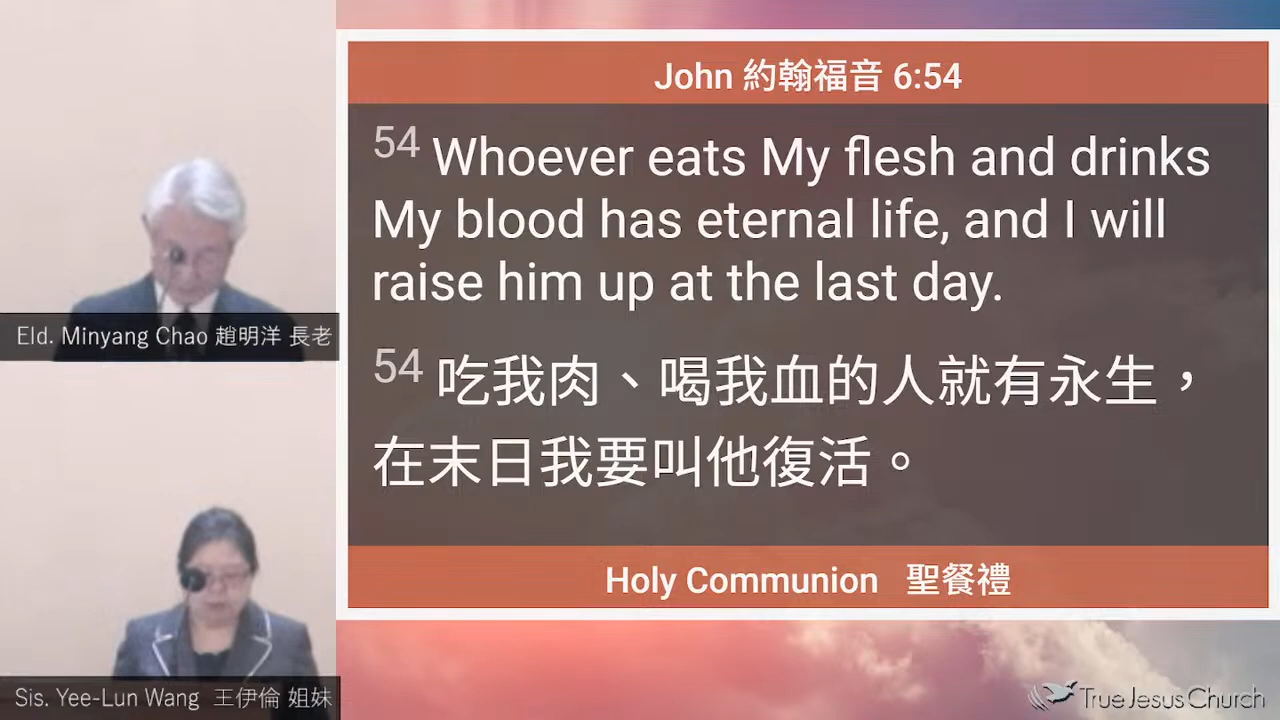 John 約翰福音 6:54
54 Whoever eats My flesh and drinks
My blood has eternal life, and I will
raise him up at the last day.
54 吃我肉、喝我血的人就有永生，
在末日我要叫他復活。
Holy Communion 聖餐禮
Eld. Minyang Chao 趙明洋 長老
Sis. Yee-Lun Wang 王伊倫 姐妹
True Jesus Church